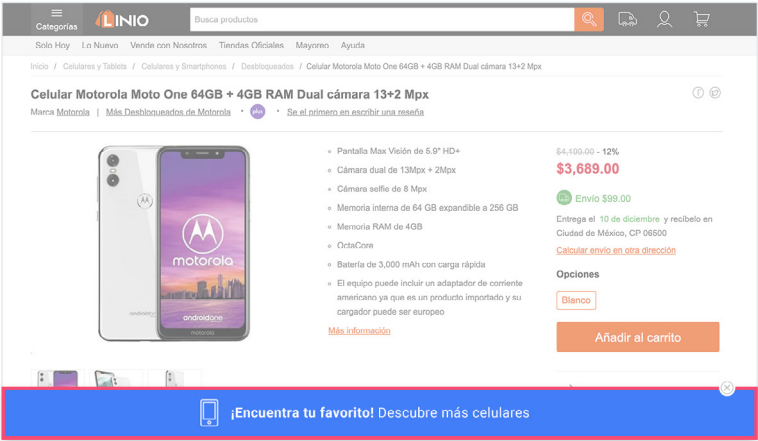 Categorías
LINIO
Busca productos
Solo Hoy Lo Nuevo Vende con Nosotros Tiendas Oficiales Mayoreo Ayuda
Inicio / Celulares y Tablets / Celulares y Smartphones / Desbloqueados / Celular Motorola Moto One 64GB + 4GB RAM Dual cámara 13+2 Mpx
Celular Motorola Moto One 64GB + 4GB RAM Dual cámara 13+2 Mpx
Marca Motorola | Más Desbloqueados de Motorola • plus • Se el primero en escribir una reseña
Pantalla Max Visión de 5.9" HD+
Cámara dual de 13Mpx + 2Mpx
Cámara selfie de 8 Mpx
Memoria interna de 64 GB expandible a 256 GB
Memoria RAM de 4GB
OctaCore
Batería de 3,000 mAh con carga rápida
El equipo puede incluir un adaptador de corriente
americano ya que es un producto importado y su
cargador puede ser europeo
Más información
motorola
androidone
motorola
$4,199.00 - 12%
$3,689.00
Envío $99.00
Entrega el 10 de diciembre y recíbelo en
Ciudad de México, CP 06500
Calcular envío en otra dirección
Opciones
Blanco
Añadir al carrito
¡Encuentra tu favorito! Descubre más celulares